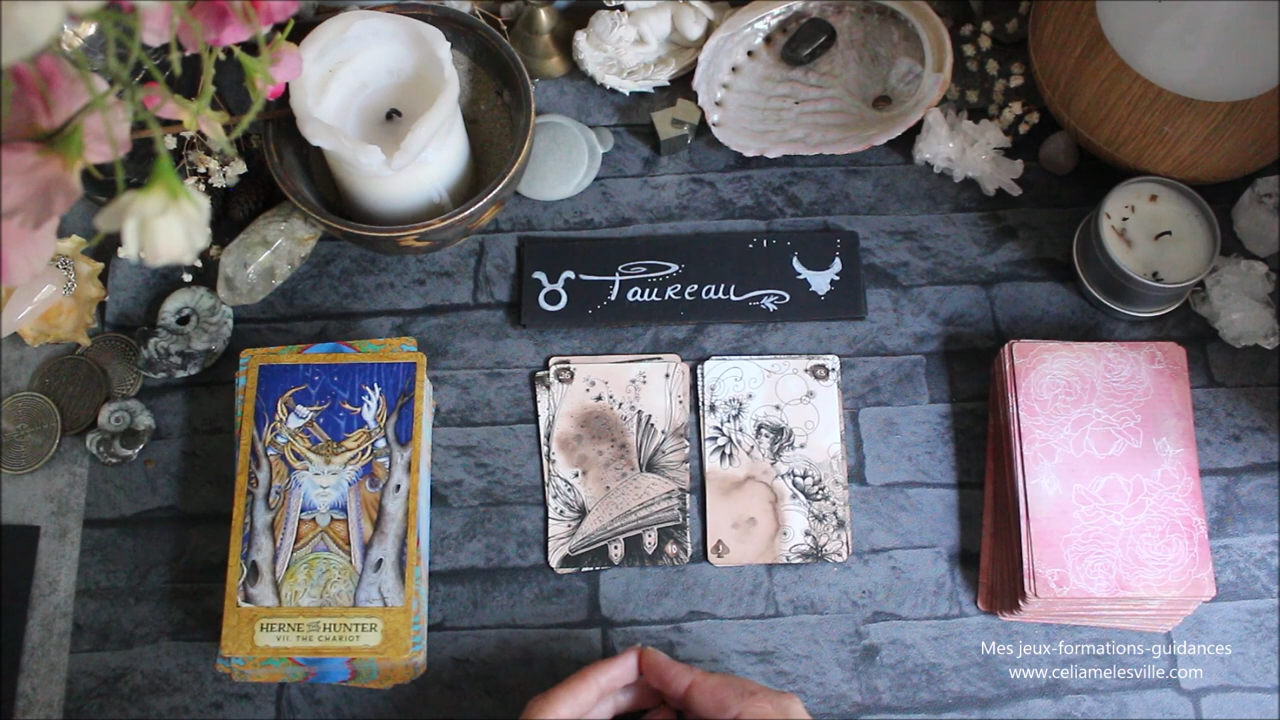 ♉ Taureau
HERNE THE HUNTER
VII. THE CHARIOT
Mes jeux-formations-guidances
www.celiamelesville.com